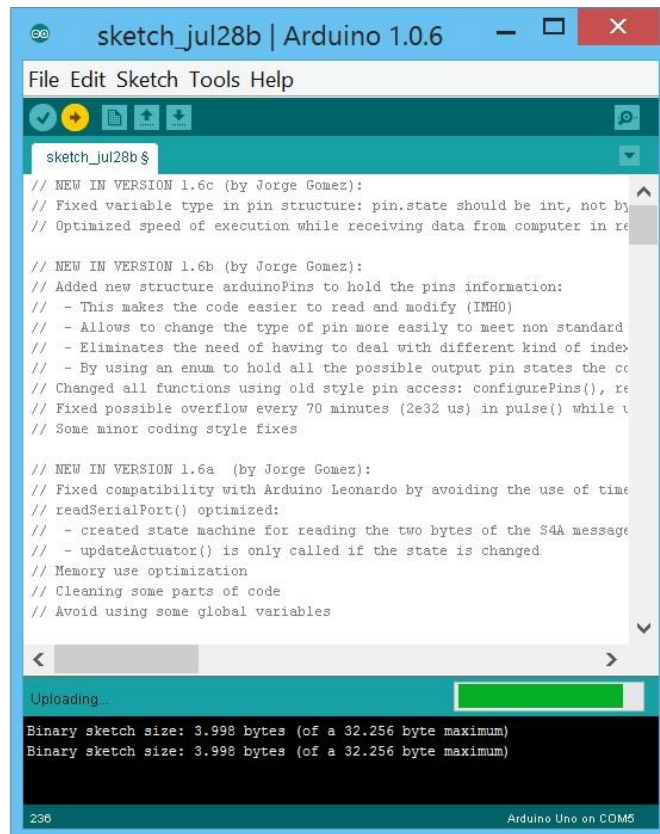 sketch_jul28b | Arduino 1.0.6
File Edit Sketch Tools Help
sketch_jul28b §
// NEW IN VERSION 1.6c (by Jorge Gomez):
// Fixed variable type in pin structure: pin.state should be int, not by
// Optimized speed of execution while receiving data from computer in re
// NEW IN VERSION 1.6b (by Jorge Gomez):
// Added new structure arduinoPins to hold the pins information:
// - This makes the code easier to read and modify (IMHO)
// - Allows to change the type of pin more easily to meet non standard
// - Eliminates the need of having to deal with different kind of index
// - By using an enum to hold all the possible output pin states the co
// Changed all functions using old style pin access: configurePins(), re
// Fixed possible overflow every 70 minutes (2e32 us) in pulse() while u
// Some minor coding style fixes
// NEW IN VERSION 1.6a (by Jorge Gomez):
// Fixed compatibility with Arduino Leonardo by avoiding the use of time
// readSerialPort() optimized:
// - created state machine for reading the two bytes of the S4A message
// - updateActuator() is only called if the state is changed
// Memory use optimization
// Cleaning some parts of code
// Avoid using some global variables
Uploading...
Binary sketch size: 3.998 bytes (of a 32.256 byte maximum)
Binary sketch size: 3.998 bytes (of a 32.256 byte maximum)
236 Arduino Uno on COM5